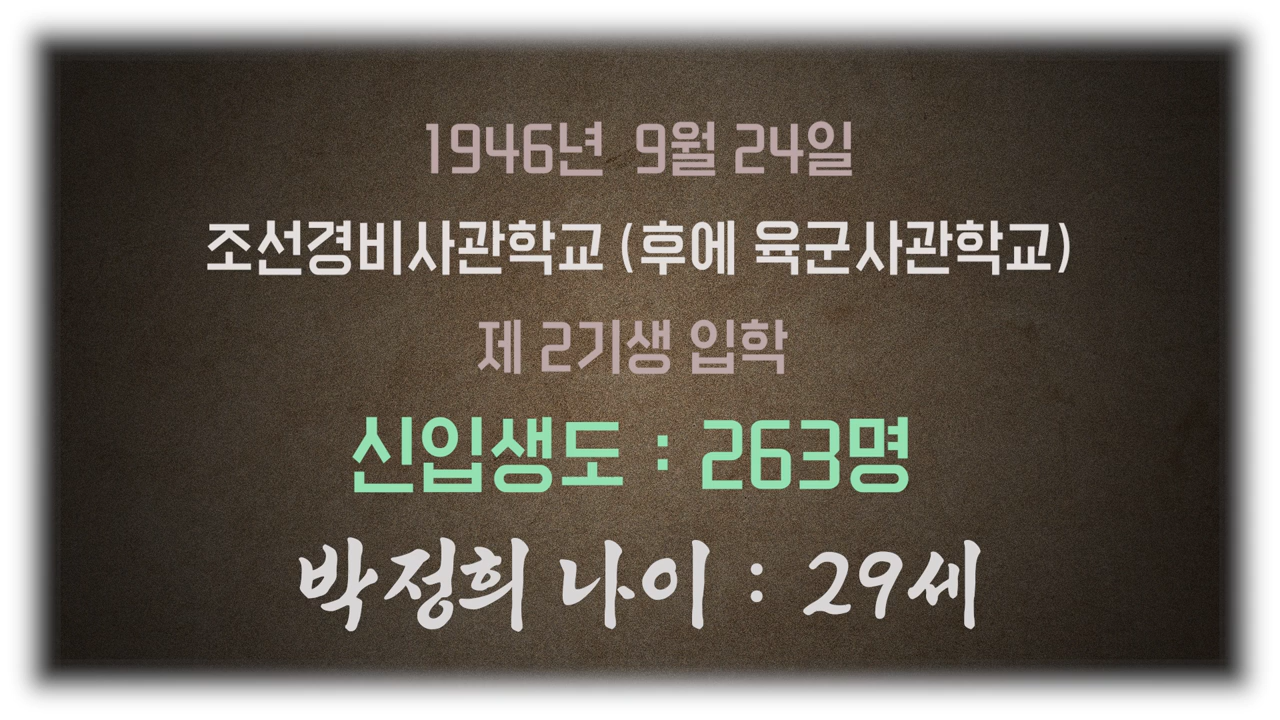 1946년 9월 24일
조선경비사관학교 (후에 육군사관학교)
제 2기생 입학
신입생도 : 263명
박정희 나이 : 29세